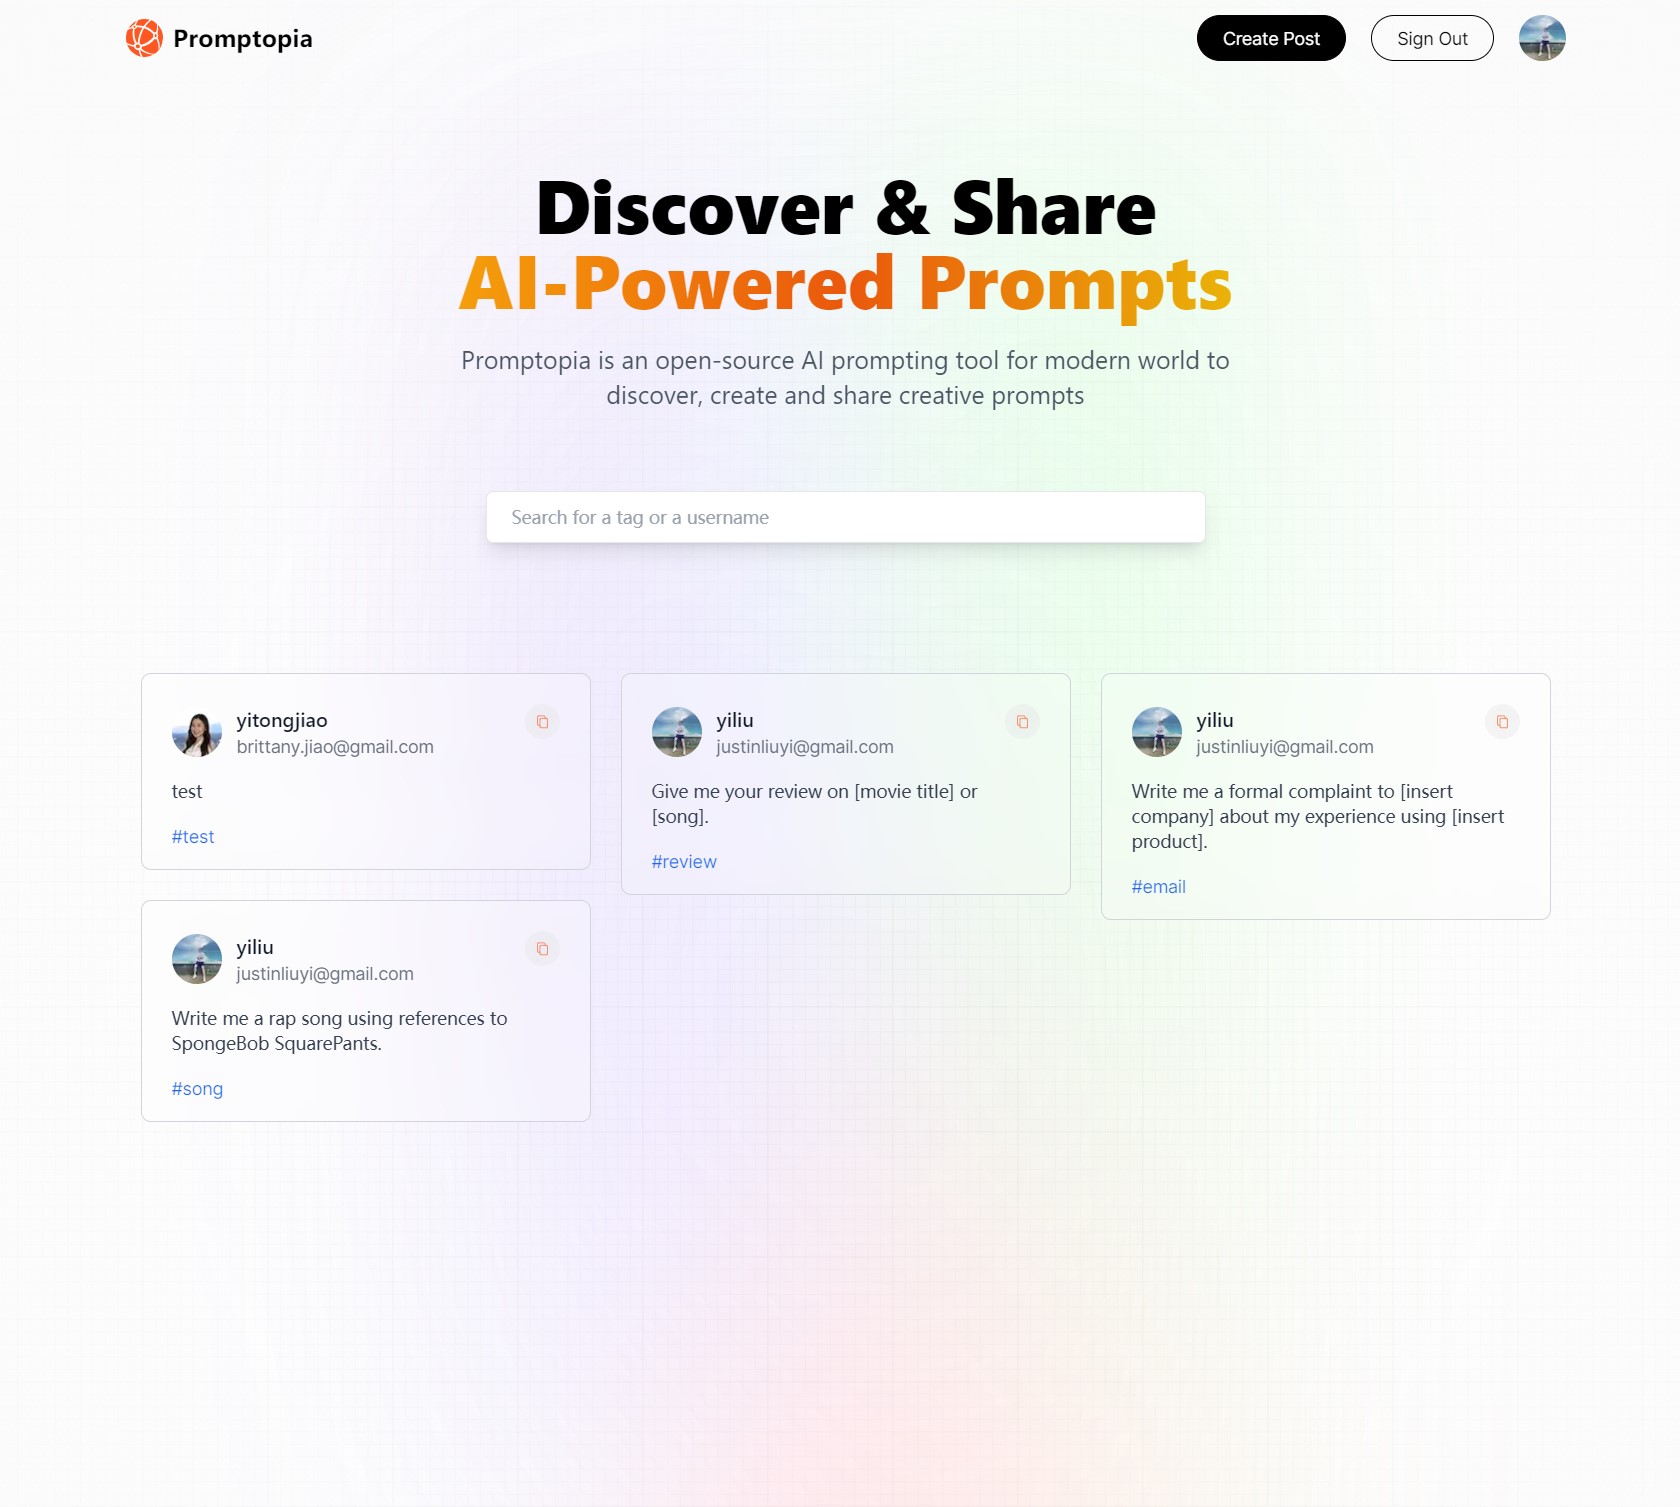 Promptopia
Create Post
Sign Out
Discover & Share
AI-Powered Prompts
Promptopia is an open-source AI prompting tool for modern world to
discover, create and share creative prompts
Search for a tag or a username
yitongjiao
brittany.jiao@gmail.com
test
#test
yiliu
justinliuyi@gmail.com
Give me your review on [movie title] or
[song].
#review
yiliu
justinliuyi@gmail.com
Write me a formal complaint to [insert
company] about my experience using [insert
product].
#email
yiliu
justinliuyi@gmail.com
Write me a rap song using references to
SpongeBob SquarePants.
#song